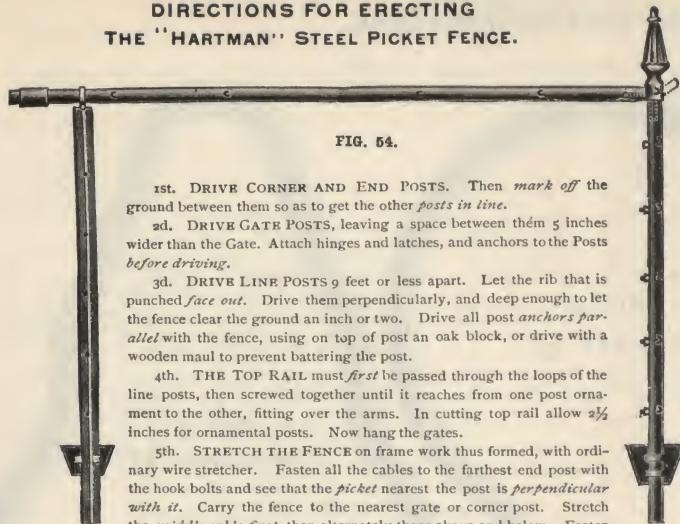 DIRECTIONS FOR ERECTING
THE "HARTMAN" STEEL PICKET FENCE.
FIG. 54.
1st. DRIVE CORNER AND END POSTS. Then mark off the
ground between them so as to get the other posts in line.
2d. DRIVE GATE POSTS, leaving a space between thém 5 inches
wider than the Gate. Attach hinges and latches, and anchors to the Posts
before driving.
3d. DRIVE LINE POSTS 9 feet or less apart. Let the rib that is
punched face out. Drive them perpendicularly, and deep enough to let
the fence clear the ground an inch or two. Drive all post anchors par-
allel with the fence, using on top of post an oak block, or drive with a
wooden maul to prevent battering the post.
4th. THE TOP RAIL must first be passed through the loops of the
line posts, then screwed together until it reaches from one post orna-
ment to the other, fitting over the arms. In cutting top rail allow 2½
inches for ornamental posts. Now hang the gates.
5th. STRETCH THE FENCE on frame work thus formed, with ordi-
nary wire stretcher. Fasten all the cables to the farthest end post with
the hook bolts and see that the picket nearest the post is perpendicular
with it. Carry the fence to the nearest gate or corner post. Stretch